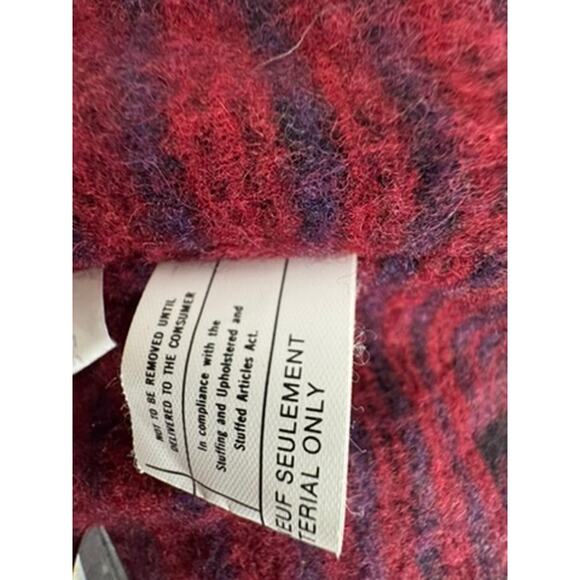 NOT TO BE REMOVED UNTIL
DELIVERED TO THE CONSUMER
In compliance with the
Stuffing and Upholstered and
Stuffed Articles Act.
EUF SEULEMENT
TERIAL ONLY